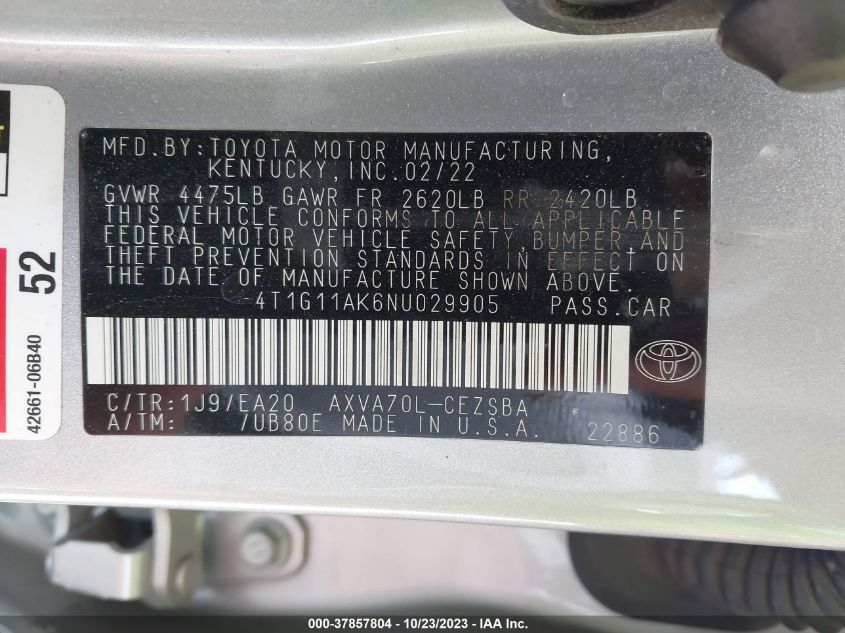 MFD.BY:TOYOTA MOTOR MANUFACTURING,
KENTUCKY,INC.02/22
GVWR 4475LB GAWR FR 2620LB RR 2420LB
THIS VEHICLE CONFORMS TO ALL APPLICABLE
FEDERAL MOTOR VEHICLE SAFETY,BUMPER,AND
THEFT PREVENTION STANDARDS IN EFFECT ON
THE DATE OF MANUFACTURE SHOWN ABOVE.
4T1G11AK6NU029905 PASS.CAR
C/TR:1J9/EA20 AXVA70L-CEZSBA
A/TM: /UB80E MADE IN U.S.A. 22886
52
42661-06B40
000-37857804 | 10/23/2023 | Copyright © IAA, Inc.